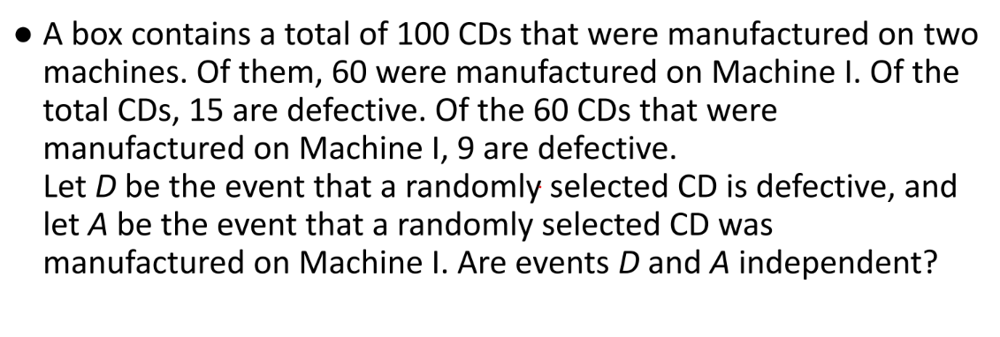 • A box contains a total of 100 CDs that were manufactured on two
machines. Of them, 60 were manufactured on Machine I. Of the
total CDs, 15 are defective. Of the 60 CDs that were
manufactured on Machine I, 9 are defective.
Let D be the event that a randomly selected CD is defective, and
let A be the event that a randomly selected CD was
manufactured on Machine I. Are events D and A independent?